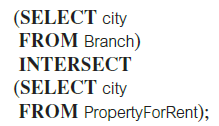 (SELECT city
FROM Branch)
INTERSECT
(SELECT city
FROM PropertyForRent);